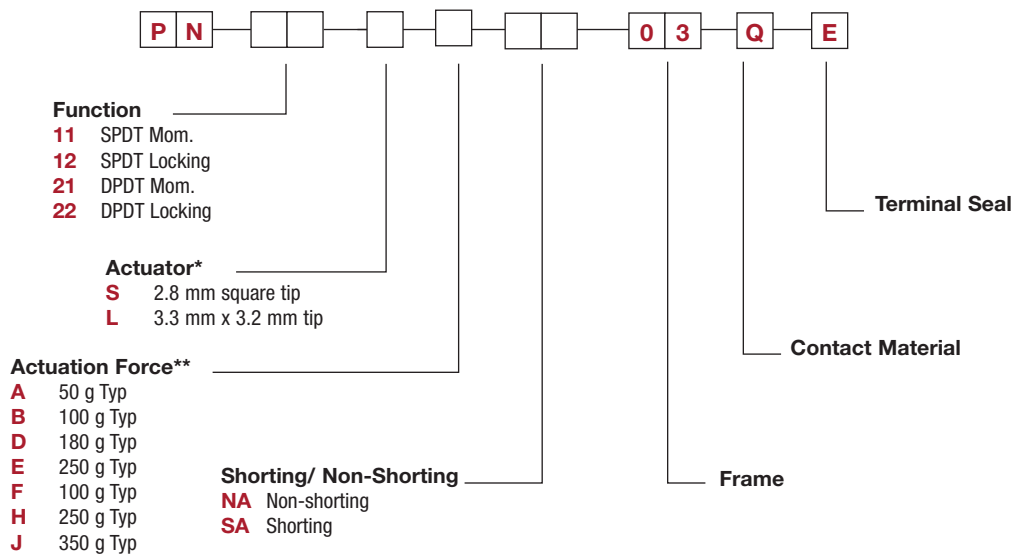 P N 0 3 Q E
Function
11 SPDT Mom.
12 SPDT Locking
21 DPDT Mom.
22 DPDT Locking
Terminal Seal
Actuator*
S 2.8 mm square tip
L 3.3 mm x 3.2 mm tip
Contact Material
Actuation Force**
A 50 g Typ
B 100 g Typ
D 180 g Typ
E 250 g Typ
F 100 g Typ
H 250 g Typ
J 350 g Typ
Shorting/ Non-Shorting
NA Non-shorting
SA Shorting
Frame